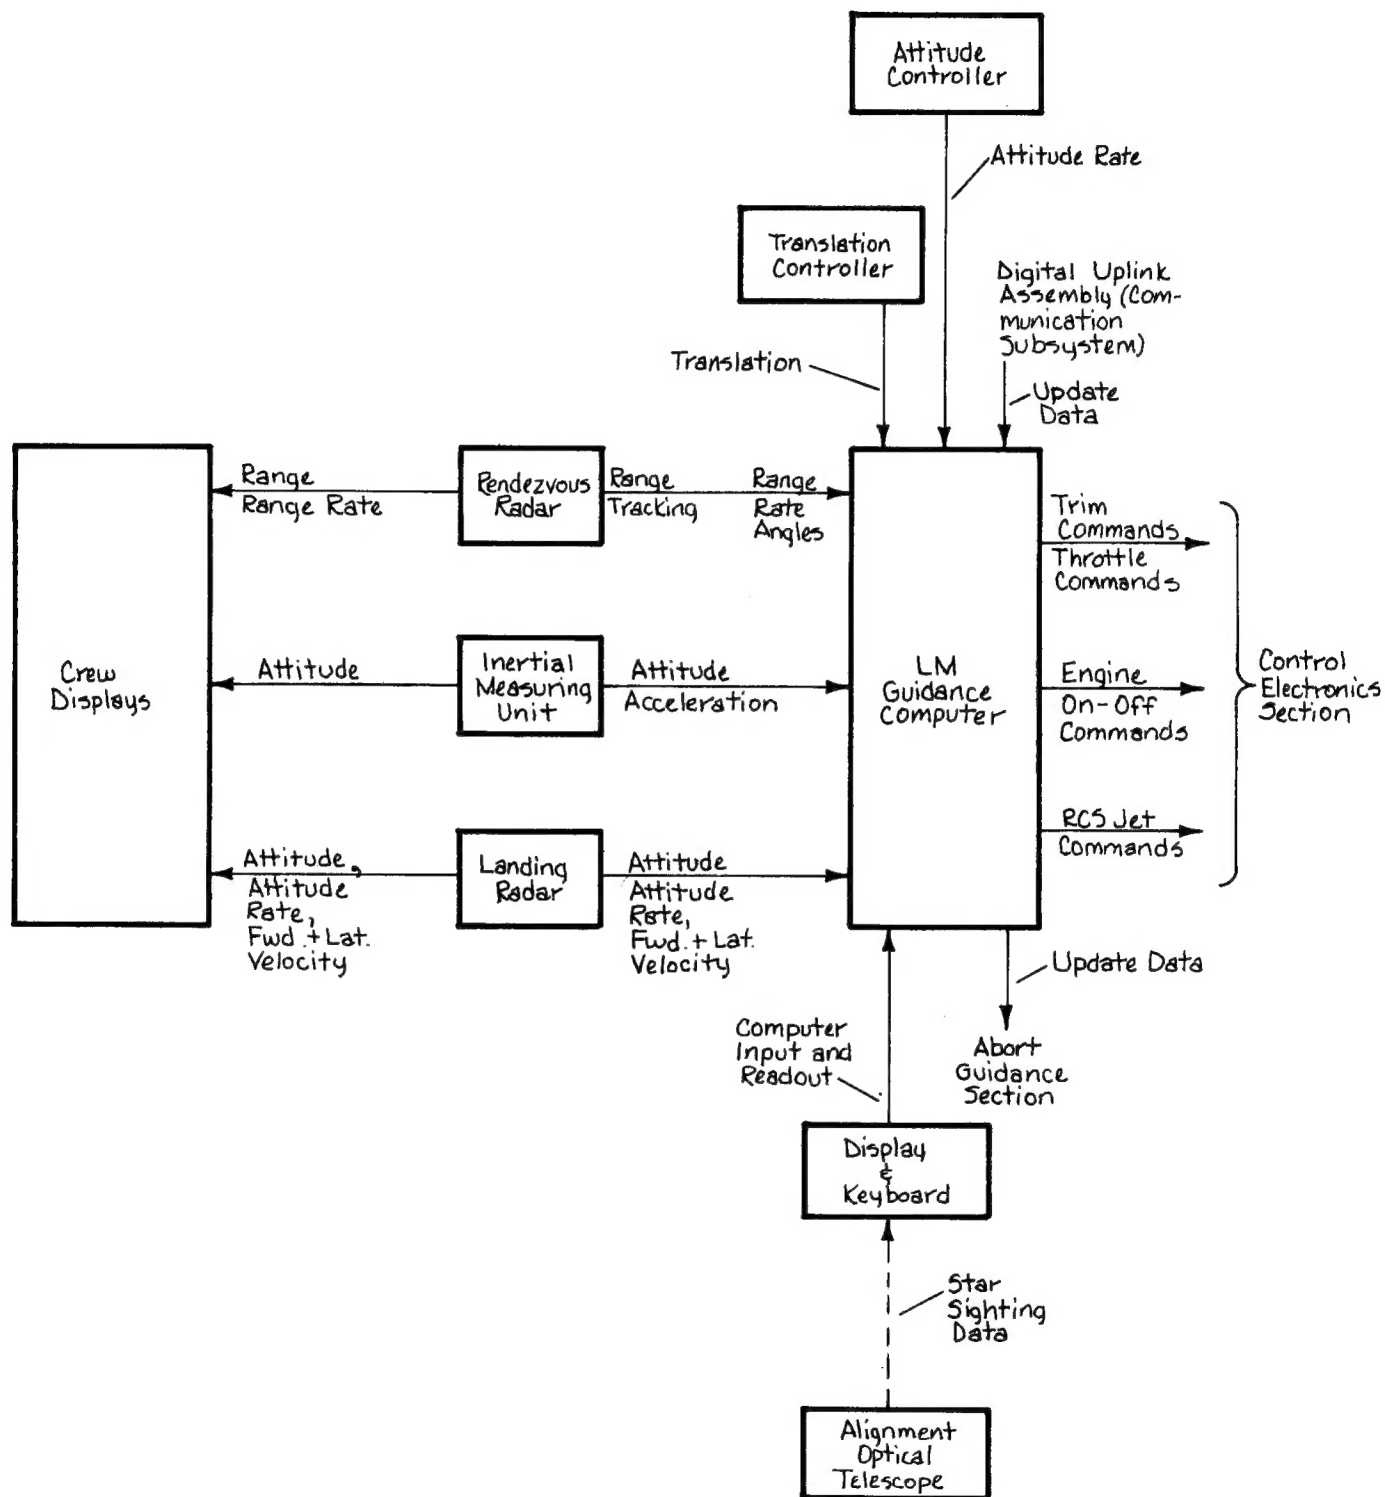 Attitude
Controller
Attitude Rate
Translation
Controller
Digital Uplink
Assembly (Com-
munication
Subsystem)
Translation
Update
Data
Crew
Displays
Range
Range Rate
Rendezvous
Radar
Range
Tracking
Range
Rate
Angles
Attitude
Inertial
Measuring
Unit
Attitude
Acceleration
Attitude,
Attitude
Rate,
Fwd. + Lat.
Velocity
Landing
Radar
Attitude
Attitude
Rate,
Fwd. + Lat.
Velocity
LM
Guidance
Computer
Trim
Commands
Throttle
Commands
Engine
On-Off
Commands
RCS Jet
Commands
Control
Electronics
Section
Update Data
Abort
Guidance
Section
Computer
Input and
Readout
Display
&
Keyboard
Star
Sighting
Data
Alignment
Optical
Telescope